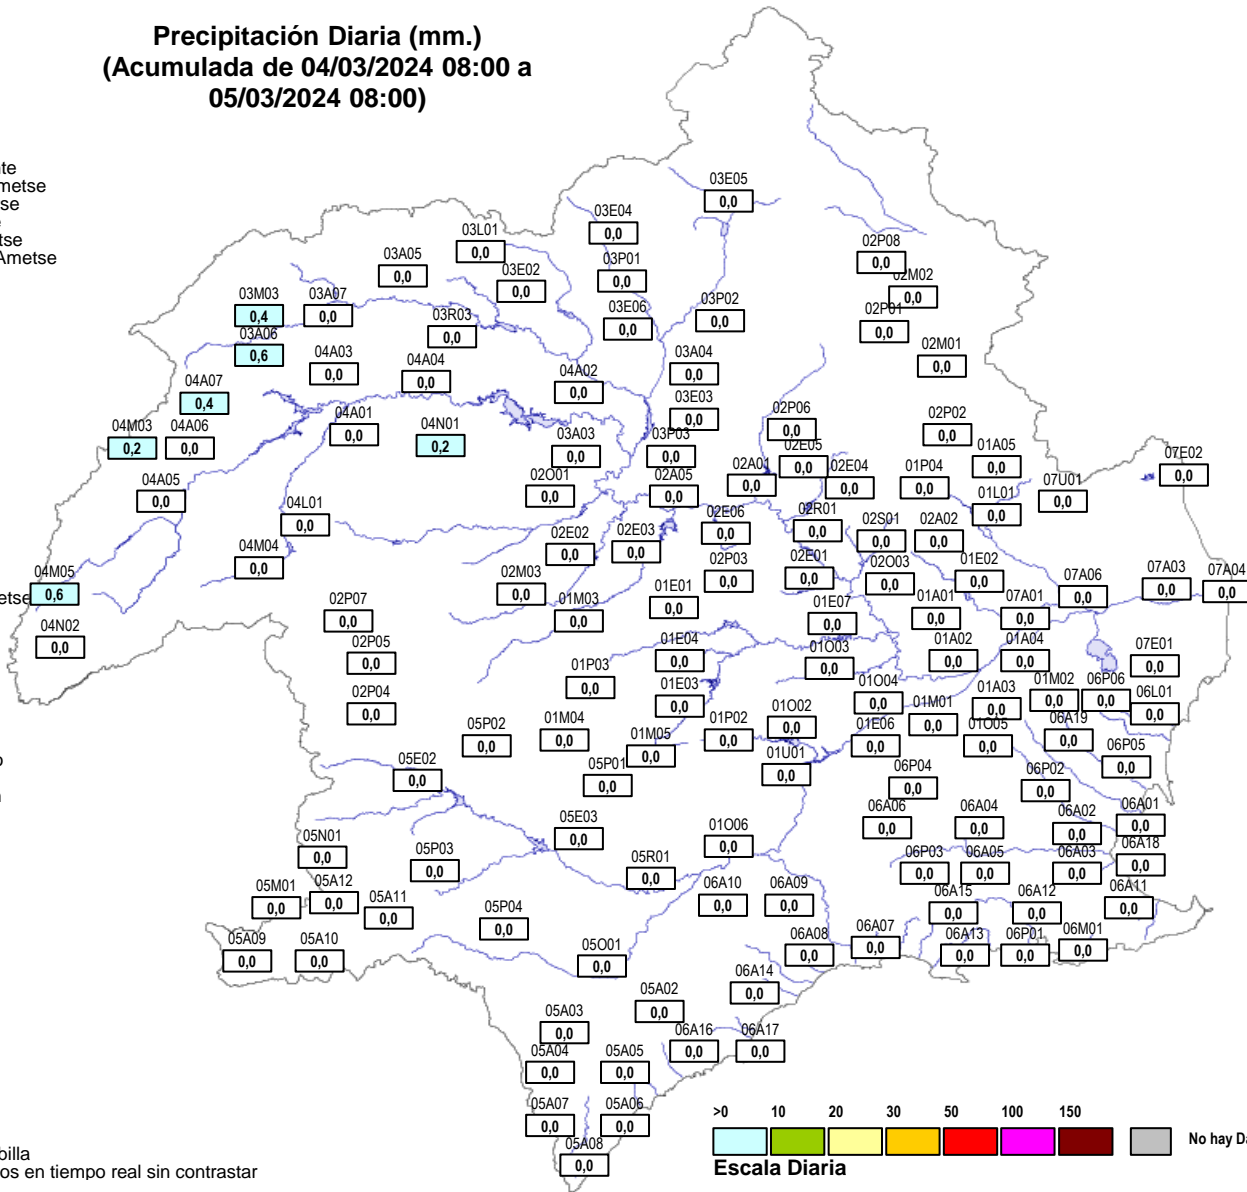 Precipitación Diaria (mm.)
(Acumulada de 04/03/2024 08:00 a
05/03/2024 08:00)
nte
metse
se
tse
Ametse
03E05
0,0
03E04
0,0
03L01
0,0
02P08
0,0
03A05
0,0
03P01
0,0
03E02
0,0
02M02
0,0
03M03
0,4
03A07
0,0
03P02
0,0
03E06
0,0
02P01
0,0
03R03
0,0
03A06
0,6
04A03
0,0
04A04
0,0
03A04
0,0
02M01
0,0
04A02
0,0
04A07
0,4
03E03
0,0
04M03
0,2
04A06
0,0
04A01
0,0
04N01
0,2
02P06
0,0
02P02
0,0
03A03
0,0
03P03
0,0
02E05
0,0
01A05
0,0
07E02
0,0
04A05
0,0
02O01
0,0
02A05
0,0
02A01
0,0
02E04
0,0
01P04
0,0
07U01
0,0
04L01
0,0
01L01
0,0
02E06
0,0
02R01
0,0
02S01
0,0
02A02
0,0
02E02
0,0
02E03
0,0
04M04
0,0
04M05
0,6
etse
02M03
0,0
02P03
0,0
02E01
0,0
02O03
0,0
01E02
0,0
07A06
0,0
07A03
0,0
07A04
0,0
02P07
0,0
01M03
0,0
01E01
0,0
01E07
0,0
01A01
0,0
07A01
0,0
04N02
0,0
02P05
0,0
01E04
0,0
01O03
0,0
01A02
0,0
01A04
0,0
07E01
0,0
01P03
0,0
02P04
0,0
01E03
0,0
01O04
0,0
01A03
0,0
01M02
0,0
06P06
0,0
06L01
0,0
05P02
0,0
01M04
0,0
01M05
0,0
01P02
0,0
01O02
0,0
01E06
0,0
01M01
0,0
01O05
0,0
06A19
0,0
o
05E02
0,0
05P01
0,0
01U01
0,0
06P04
0,0
06P02
0,0
06P05
0,0
05E03
0,0
01O06
0,0
06A06
0,0
06A04
0,0
06A02
0,0
06A01
0,0
05N01
0,0
05P03
0,0
05R01
0,0
06P03
0,0
06A05
0,0
06A03
0,0
06A18
0,0
05M01
0,0
05A12
0,0
05A11
0,0
06A10
0,0
06A09
0,0
06A15
0,0
06A12
0,0
06A11
0,0
05P04
0,0
05A09
0,0
05A10
0,0
05O01
0,0
06A08
0,0
06A07
0,0
06A13
0,0
06P01
0,0
06M01
0,0
06A14
0,0
05A02
0,0
05A03
0,0
06A16
0,0
06A17
0,0
05A04
0,0
05A05
0,0
05A07
0,0
05A06
0,0
05A08
0,0
>0 10 20 30 50 100 150
No hay Da
Escala Diaria
billa
os en tiempo real sin contrastar